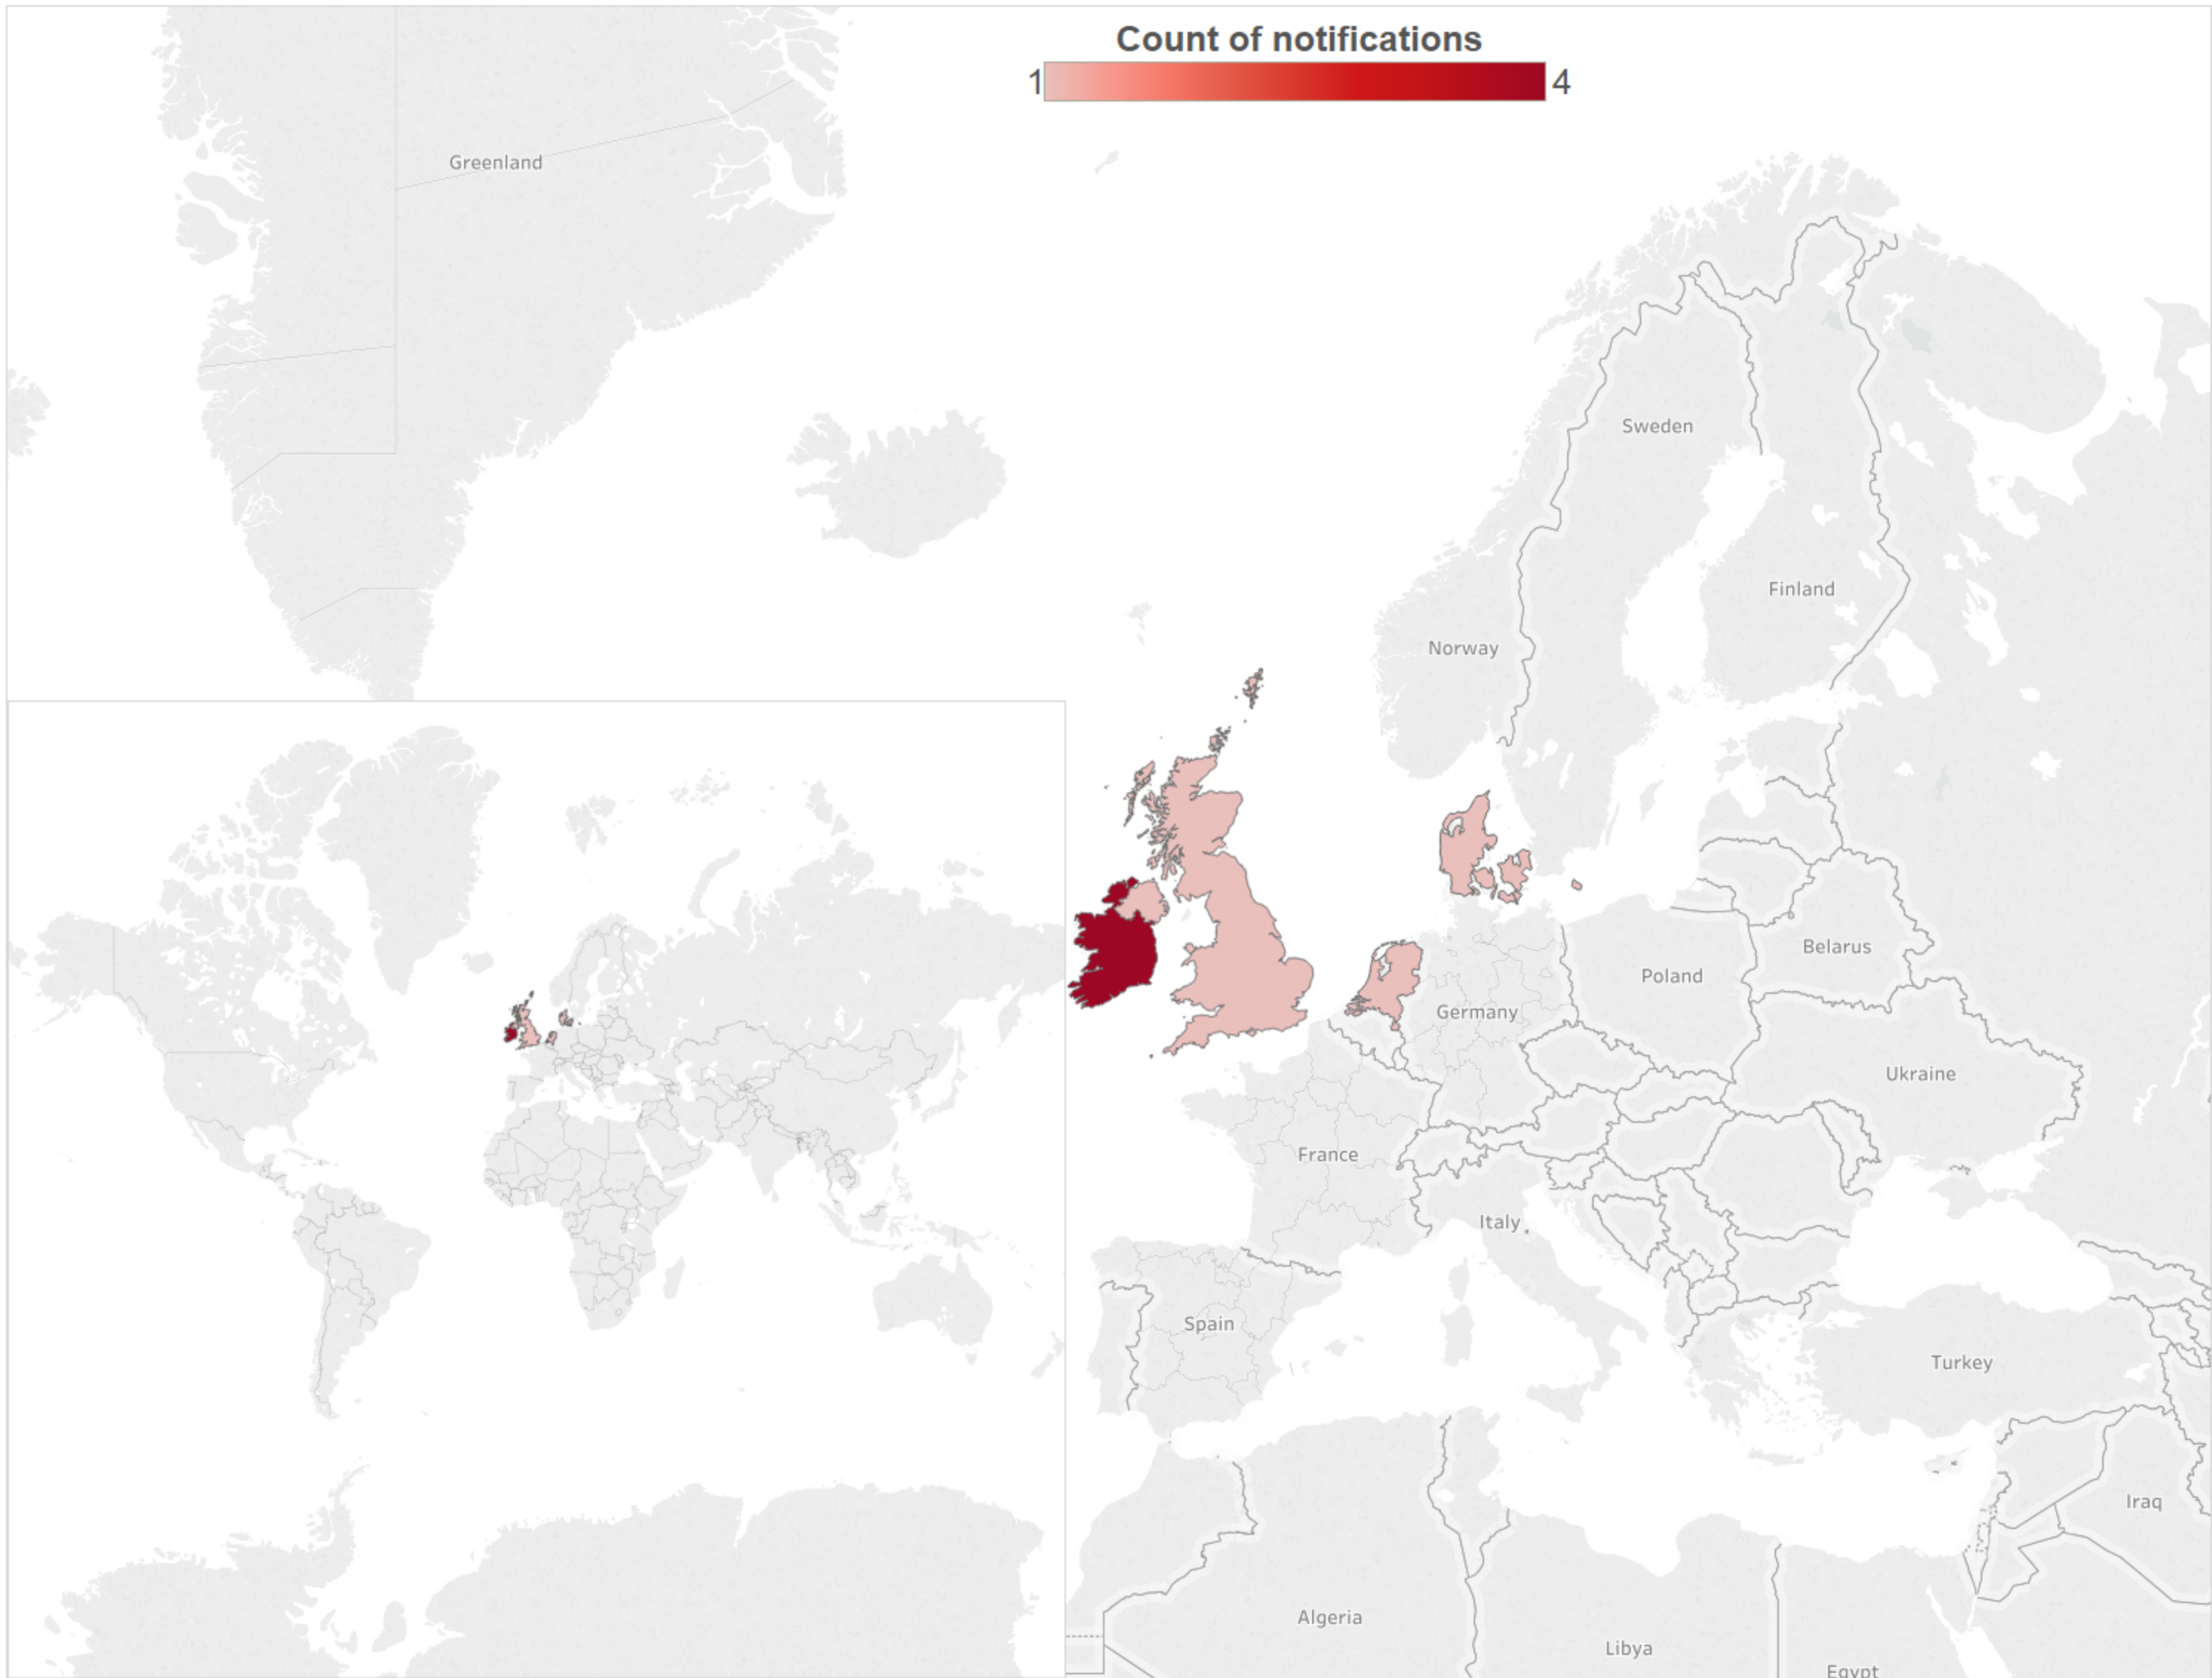 Count of notifications
1 4
Greenland
Sweden
Finland
Norway
Belarus
Poland
Germany
Ukraine
France
Italy
Spain
Turkey
Iraq
Algeria
Libya
Egypt